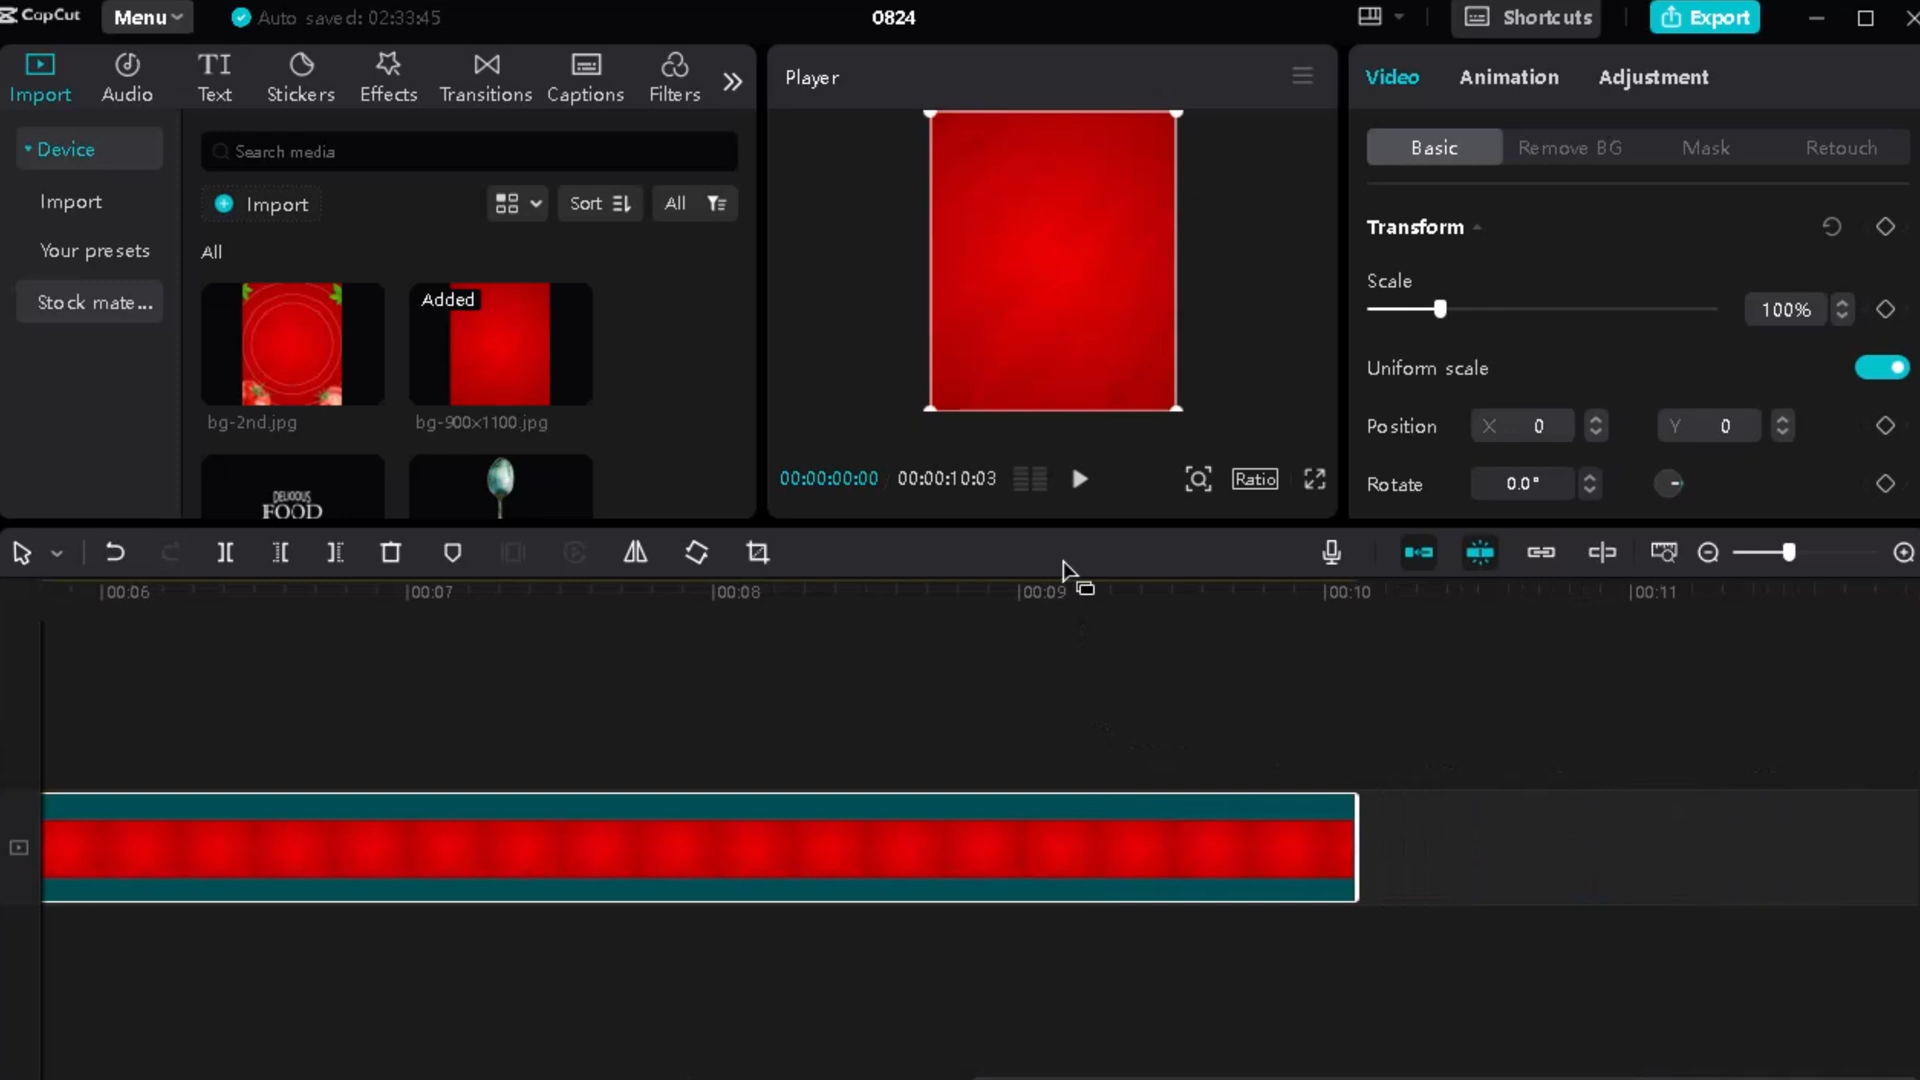 CapCut Menu Auto saved: 02:33:45 0824 Shortcuts Export
Import Audio Text Stickers Effects Transitions Captions Filters
Device
Import
Your presets
Stock mate...
Search media
Import Sort All
All
Added
bg-2nd.jpg bg-900x1100.jpg
DELICIOUS
FOOD
Player
00:00:00:00 / 00:00:10:03 Ratio
Video Animation Adjustment
Basic Remove BG Mask Retouch
Transform
Scale
100%
Uniform scale
Position X 0 Y 0
Rotate 0.0°
00:06 00:07 00:08 00:09 00:10 00:11